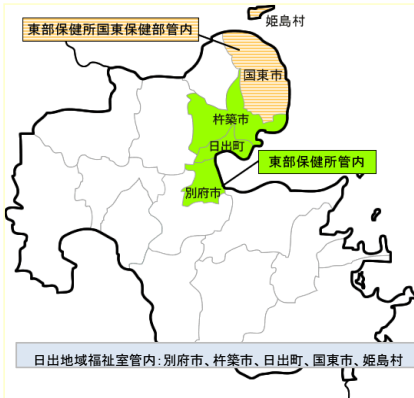 姫島村
東部保健所国東保健部管内
国東市
杵築市
日出町
東部保健所管内
別府市
日出地域福祉室管内:別府市、杵築市、日出町、国東市、姫島村